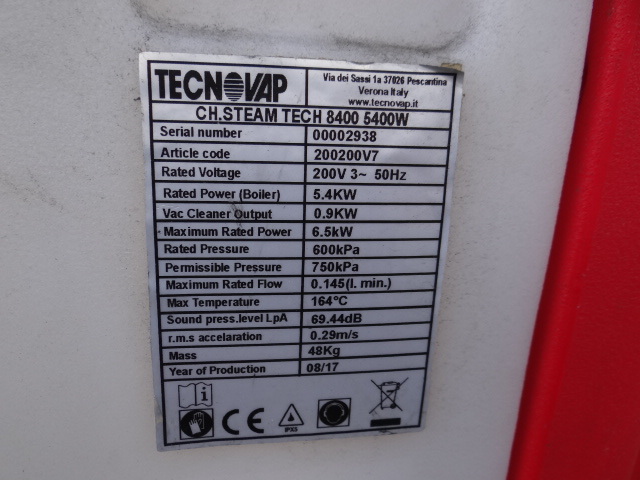 TECNOVAP
Via dei Sassi 1a 37026 Pescantina
Verona Italy
www.tecnovap.it
CH.STEAM TECH 8400 5400W
Serial number 00002938
Article code 200200V7
Rated Voltage 200V 3~ 50Hz
Rated Power (Boiler) 5.4KW
Vac Cleaner Output 0.9KW
Maximum Rated Power 6.5kW
Rated Pressure 600kPa
Permissible Pressure 750kPa
Maximum Rated Flow 0.145(l. min.)
Max Temperature 164°C
Sound press.level LpA 69.44dB
r.m.s accelaration 0.29m/s
Mass 48Kg
Year of Production 08/17
i
CE
IPX5